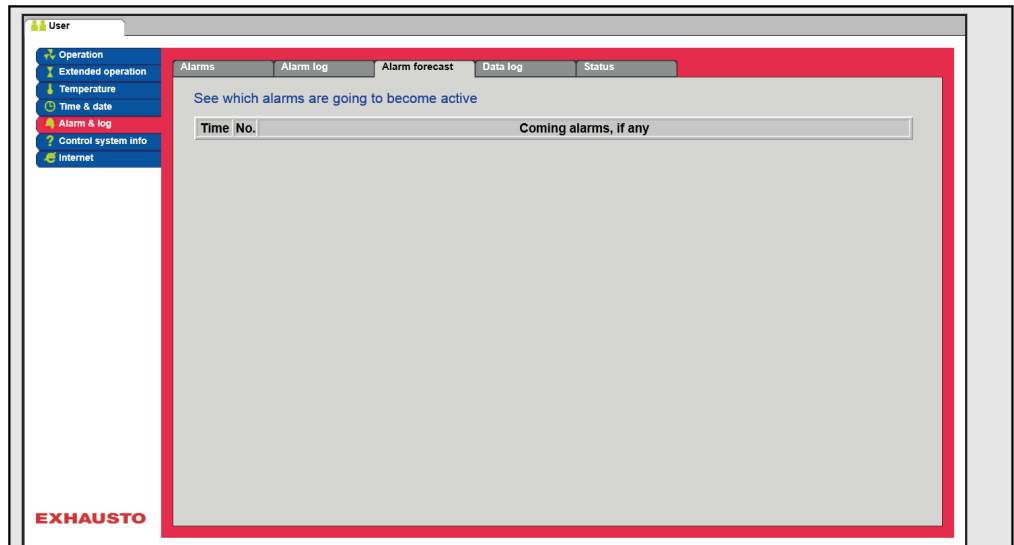 User
Operation
Extended operation
Temperature
Time & date
Alarm & log
Control system info
Internet
Alarms Alarm log Alarm forecast Data log Status
See which alarms are going to become active
Time No. Coming alarms, if any
EXHAUSTO